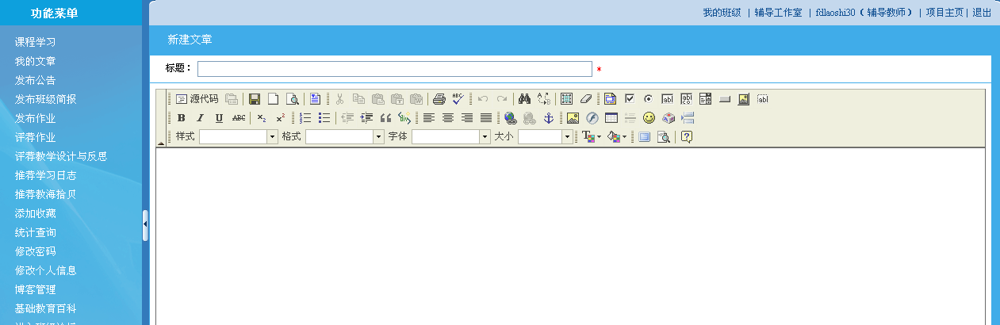 功能菜单
我的班级 | 辅导工作室 | fdlaoshi30（辅导教师）| 项目主页| 退出
课程学习
我的文章
发布公告
发布班级简报
发布作业
评荐作业
评荐教学设计与反思
推荐学习日志
推荐教海拾贝
添加收藏
统计查询
修改密码
修改个人信息
博客管理
基础教育百科
新建文章
标题： *
源代码 ABC
B I U ABC x₂ x²
样式 格式 字体 大小